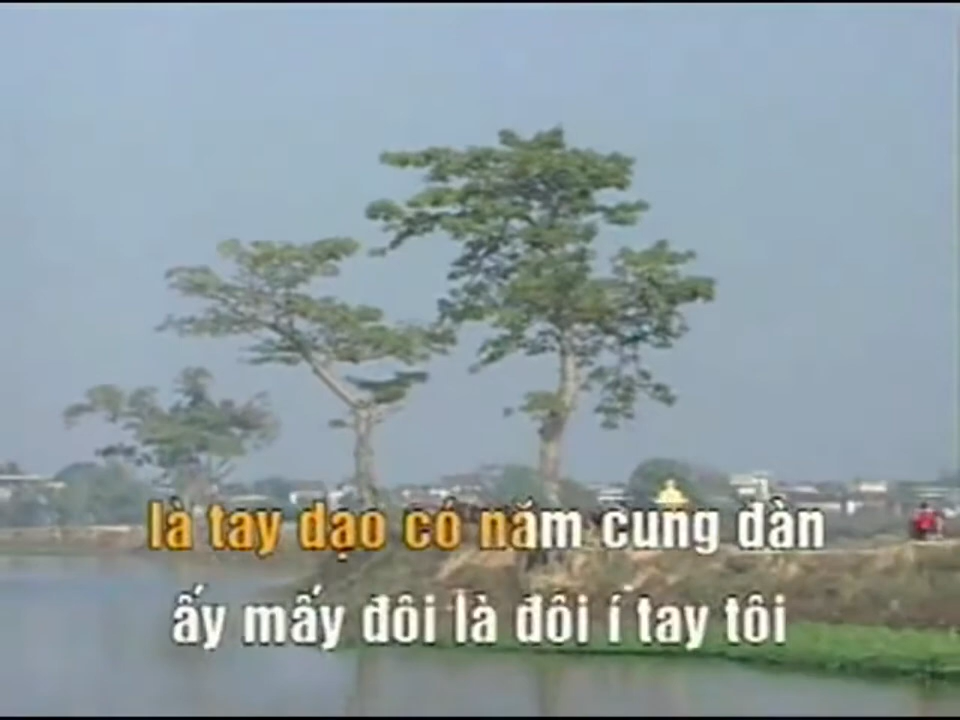 là tay dạo có năm cung đàn
ấy mấy đôi là đôi í tay tôi